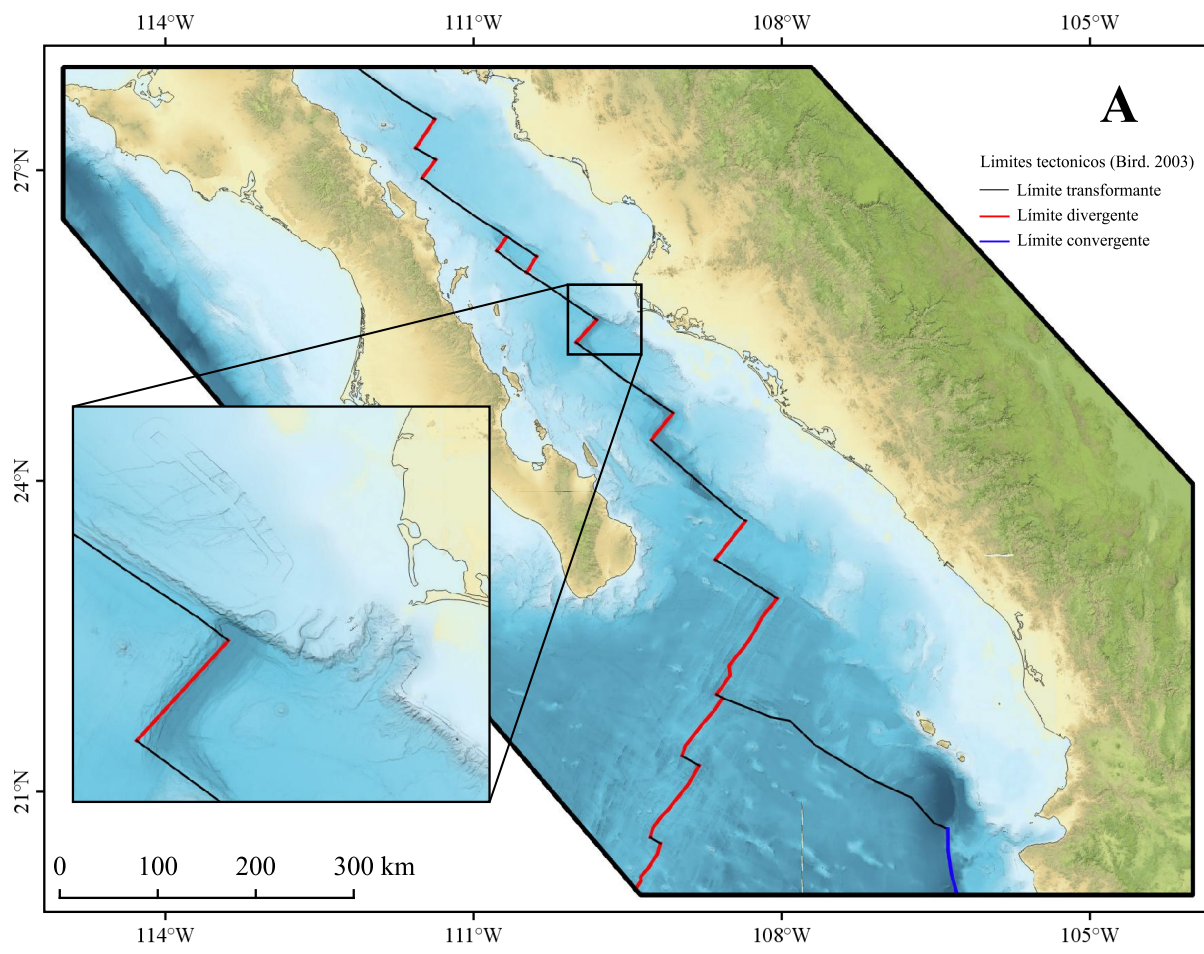 114°W 111°W 108°W 105°W
A
27°N
Limites tectonicos (Bird. 2003)
Límite transformante
Límite divergente
Límite convergente
24°N
21°N
0 100 200 300 km
114°W 111°W 108°W 105°W